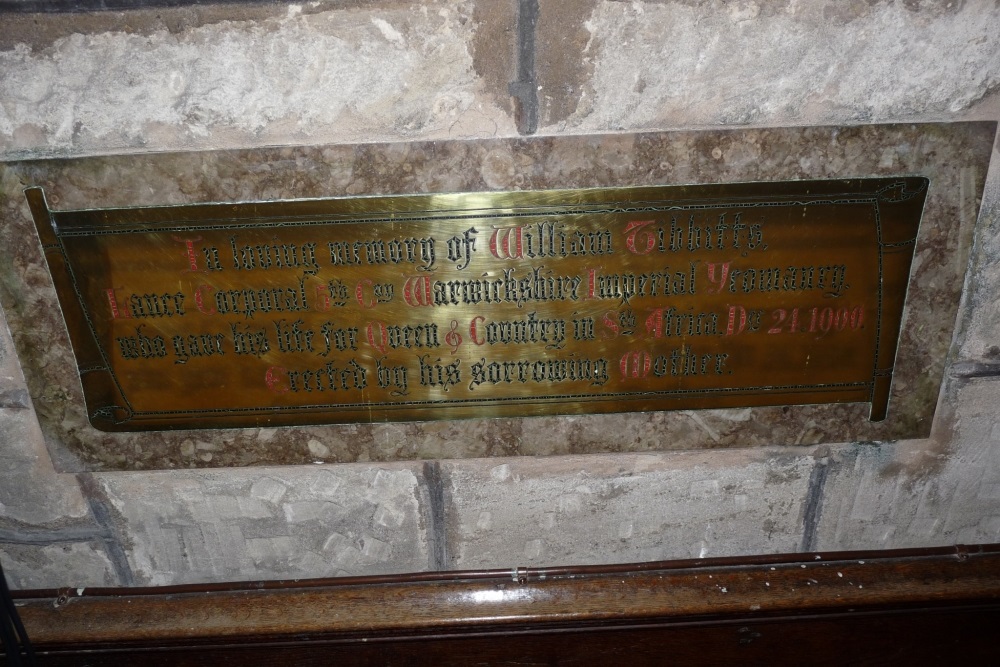 In loving memory of William Tibbitts,
Lance Corporal 5th Coy Warwickshire Imperial Yeomanry,
who gave his life for Queen & Country in Sth Africa, Dec 24 1900.
Erected by his sorrowing Mother.